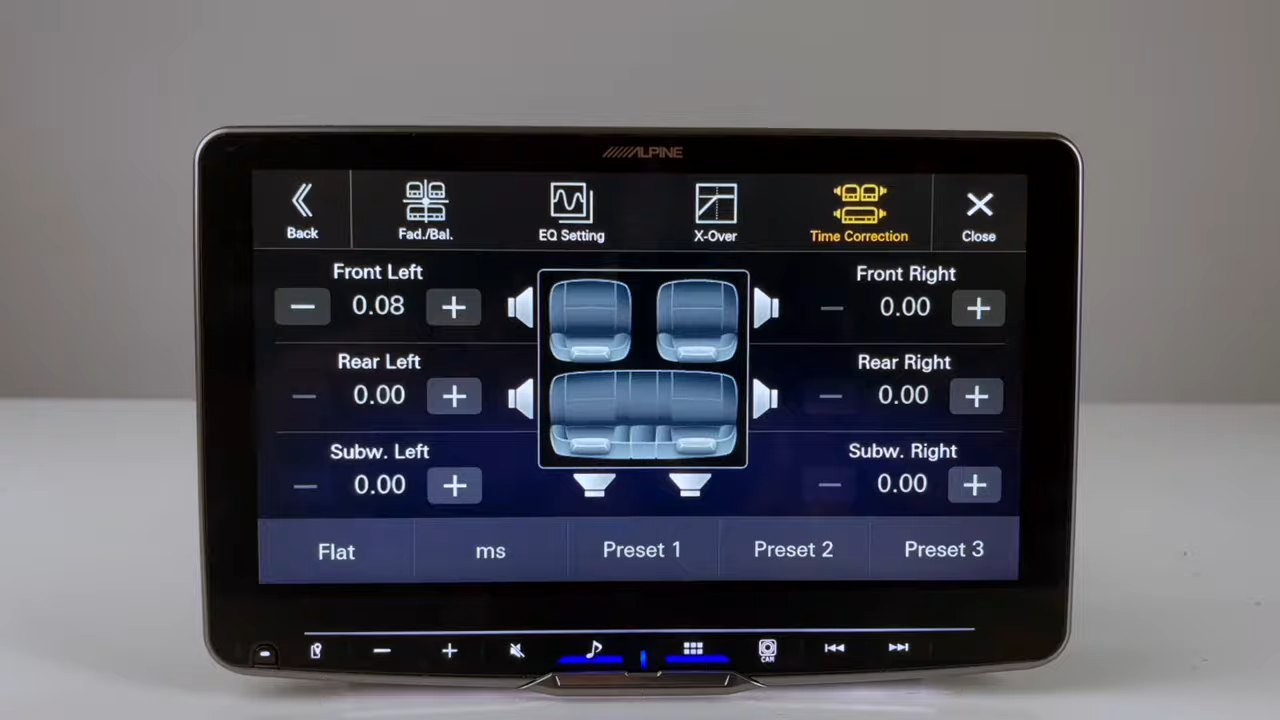 ALPINE
Back
Fad./Bal.
EQ Setting
X-Over
Time Correction
Close
Front Left
0.08
Front Right
0.00
Rear Left
0.00
Rear Right
0.00
Subw. Left
0.00
Subw. Right
0.00
Flat
ms
Preset 1
Preset 2
Preset 3
CAM